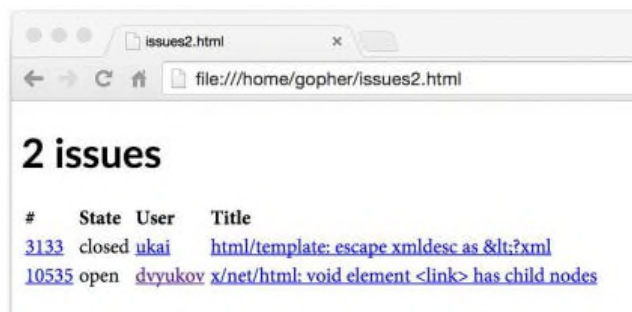 issues2.html
file:///home/gopher/issues2.html
2 issues
# State User Title
3133 closed ukai html/template: escape xmldesc as &lt;?xml
10535 open dvyukov x/net/html: void element <link> has child nodes